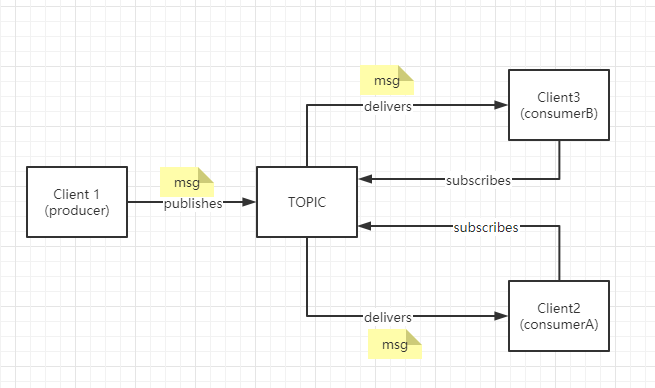 msg
delivers
Client3
(consumerB)
Client 1
(producer)
msg
publishes
TOPIC
subscribes
subscribes
delivers
msg
Client2
(consumerA)